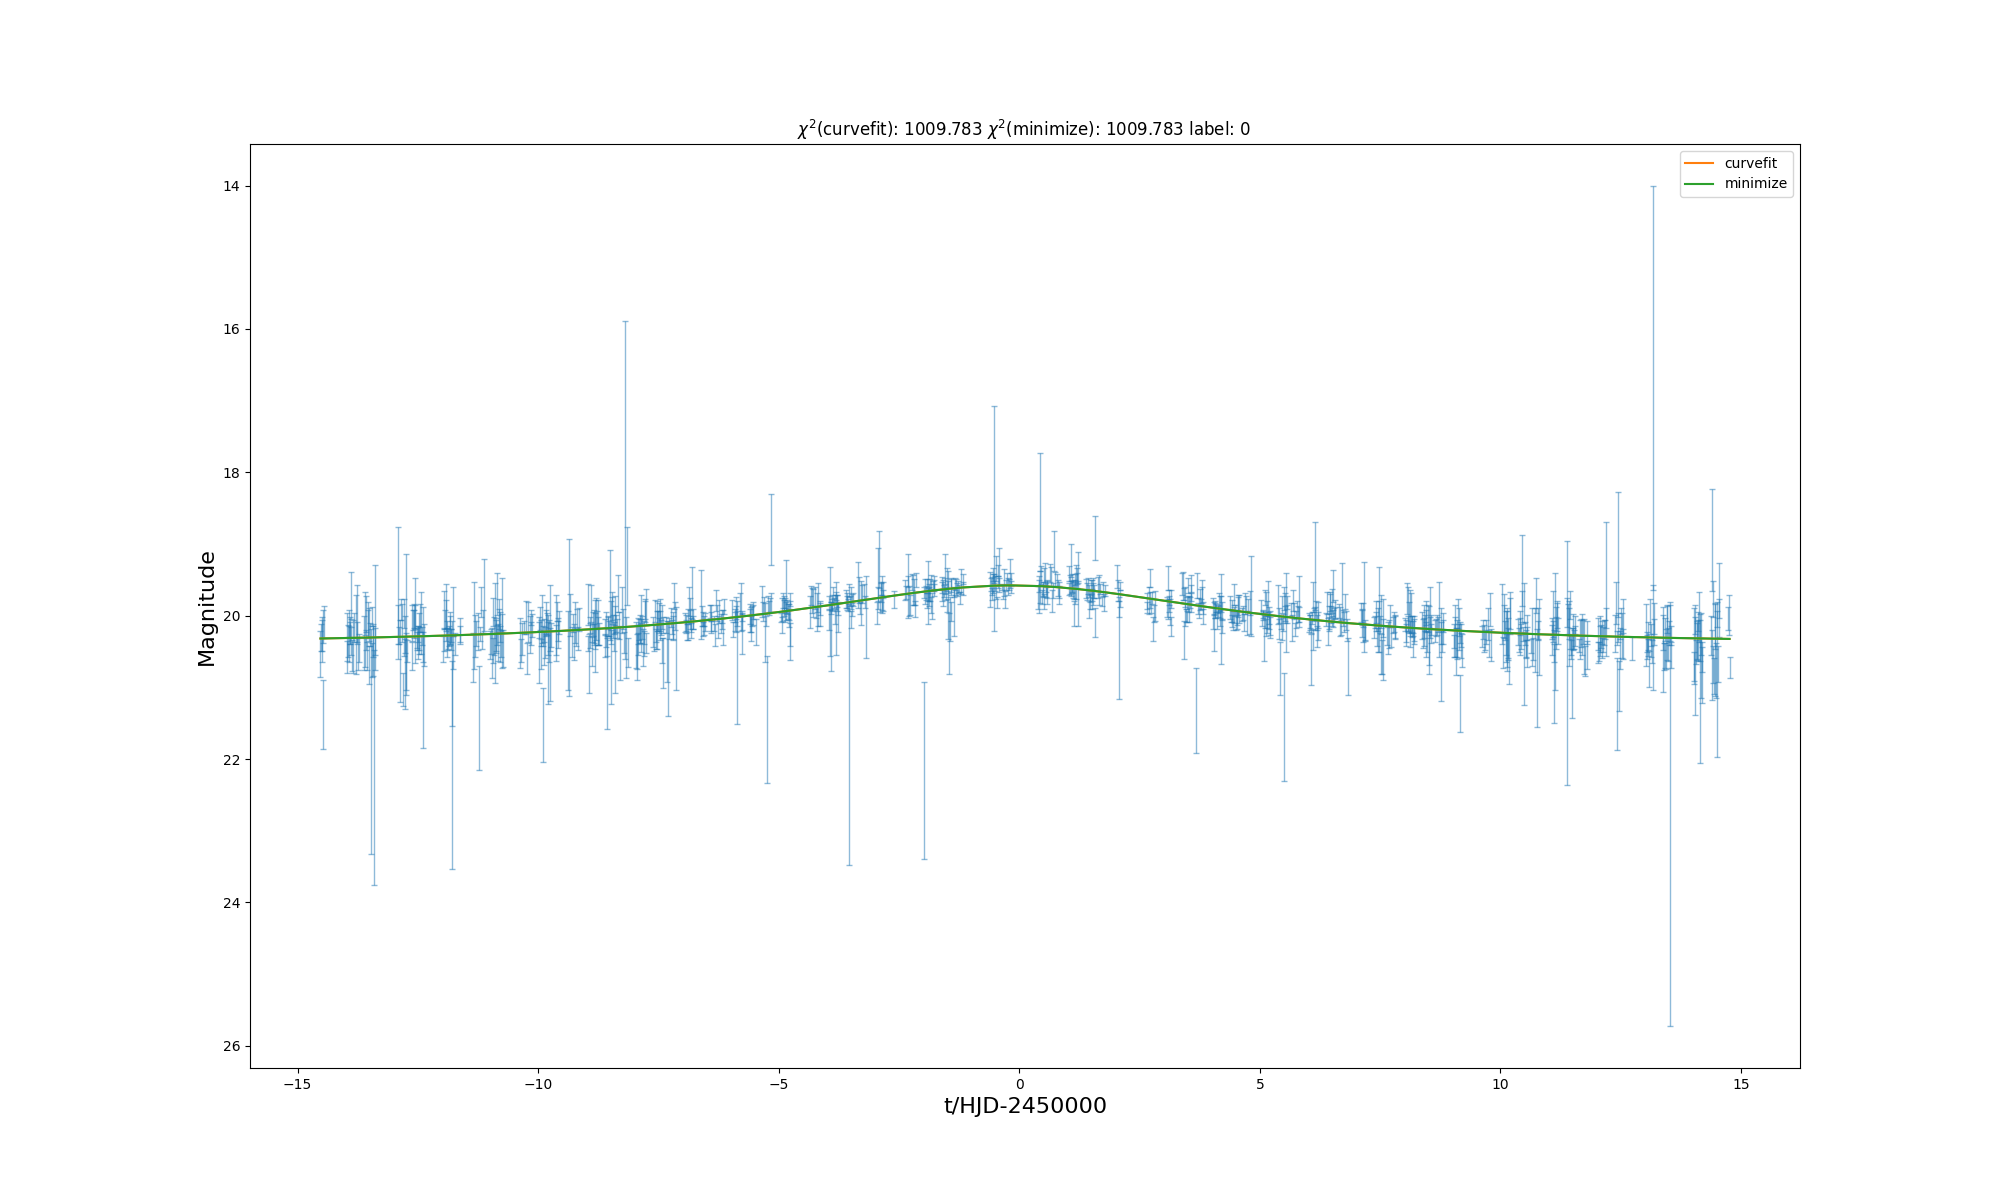 χ²(curvefit): 1009.783 χ²(minimize): 1009.783 label: 0
curvefit
minimize
14
16
18
20
22
24
26
Magnitude
−15
−10
−5
0
5
10
15
t/HJD-2450000